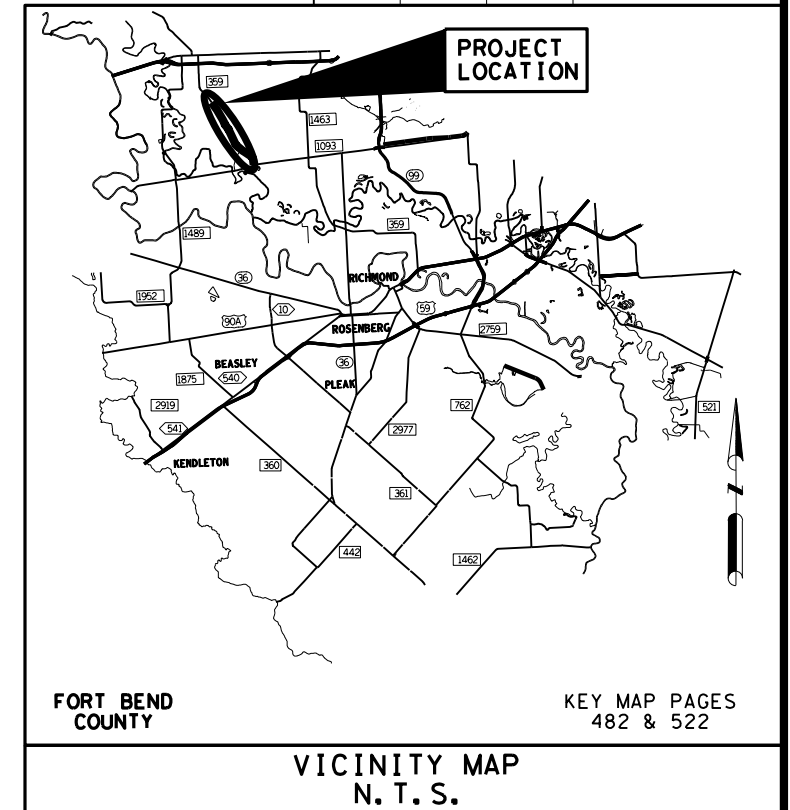 PROJECT
LOCATION
359
1463
1093
99
359
1489
36
RICHMOND
1952
10
59
90A
ROSENBERG
2759
BEASLEY
36
1875
540
PLEAK
2919
762
521
541
2977
KENDLETON
360
361
N
442
1462
FORT BEND
COUNTY
KEY MAP PAGES
482 & 522
VICINITY MAP
N.T.S.